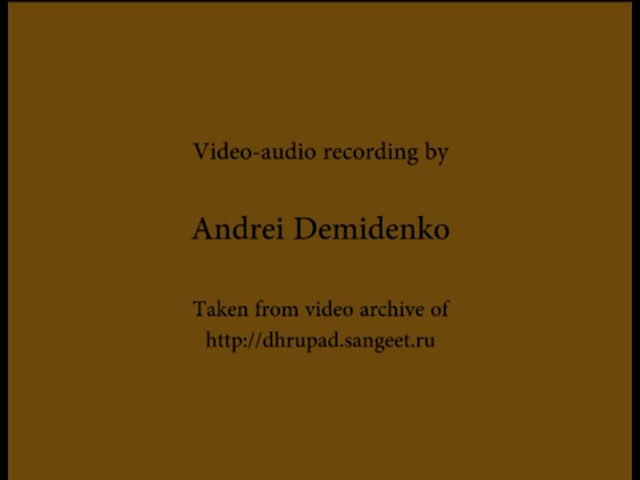 Video-audio recording by
Andrei Demidenko
Taken from video archive of
http://dhrupad.sangeet.ru